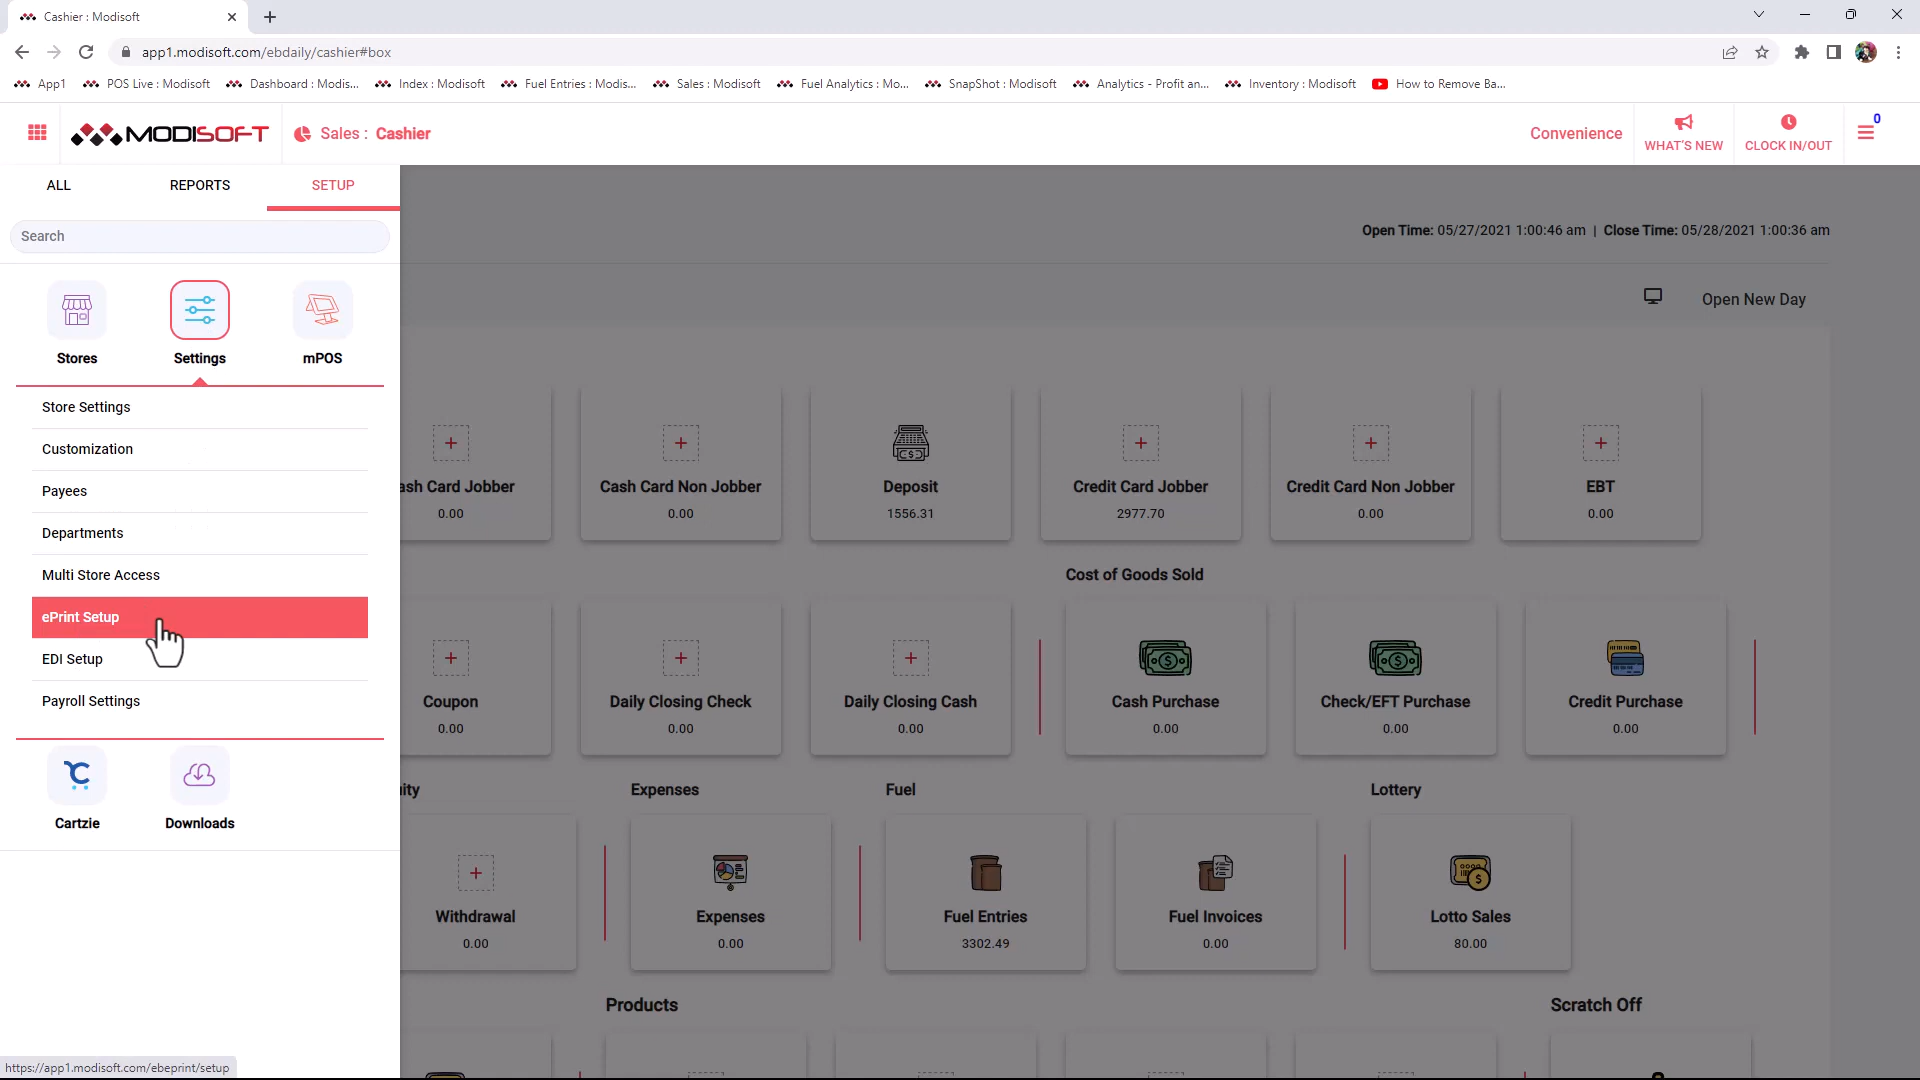 Cashier : Modisoft
app1.modisoft.com/ebdaily/cashier#box
App1 POS Live : Modisoft Dashboard : Modis... Index : Modisoft Fuel Entries : Modis... Sales : Modisoft Fuel Analytics : Mo... SnapShot : Modisoft Analytics - Profit an... Inventory : Modisoft How to Remove Ba...
MODISOFT Sales : Cashier
Convenience
WHAT'S NEW
CLOCK IN/OUT
0
ALL REPORTS SETUP
Search
Stores Settings mPOS
Store Settings
Customization
Payees
Departments
Multi Store Access
ePrint Setup
EDI Setup
Payroll Settings
Cartzie Downloads
Open Time: 05/27/2021 1:00:46 am | Close Time: 05/28/2021 1:00:36 am
Open New Day
ash Card Jobber Cash Card Non Jobber Deposit Credit Card Jobber Credit Card Non Jobber EBT
0.00 0.00 1556.31 2977.70 0.00 0.00
Cost of Goods Sold
Coupon Daily Closing Check Daily Closing Cash Cash Purchase Check/EFT Purchase Credit Purchase
0.00 0.00 0.00 0.00 0.00 0.00
ity Expenses Fuel Lottery
Withdrawal Expenses Fuel Entries Fuel Invoices Lotto Sales
0.00 0.00 3302.49 0.00 80.00
Products Scratch Off
https://app1.modisoft.com/ebeprint/setup